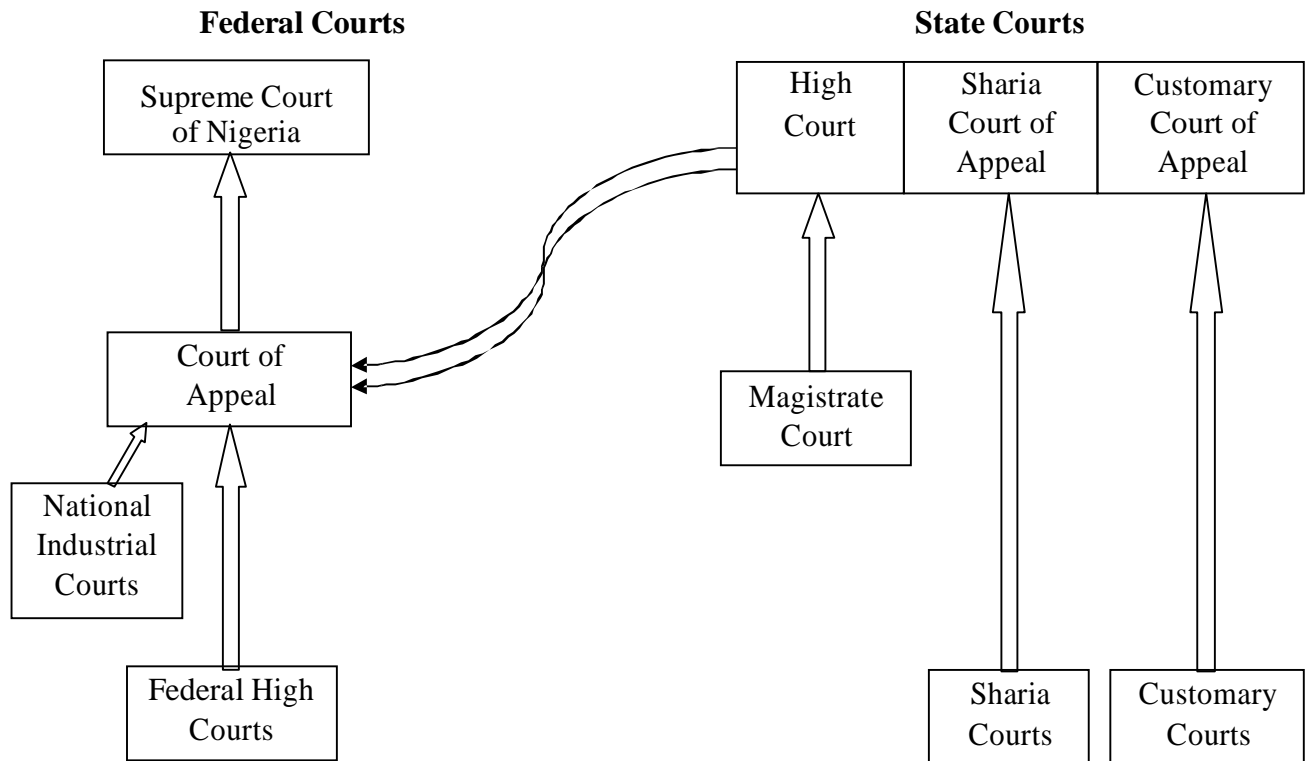 Federal Courts
State Courts
Supreme Court
of Nigeria
High
Court
Sharia
Court of
Appeal
Customary
Court of
Appeal
Court of
Appeal
Magistrate
Court
National
Industrial
Courts
Federal High
Courts
Sharia
Courts
Customary
Courts